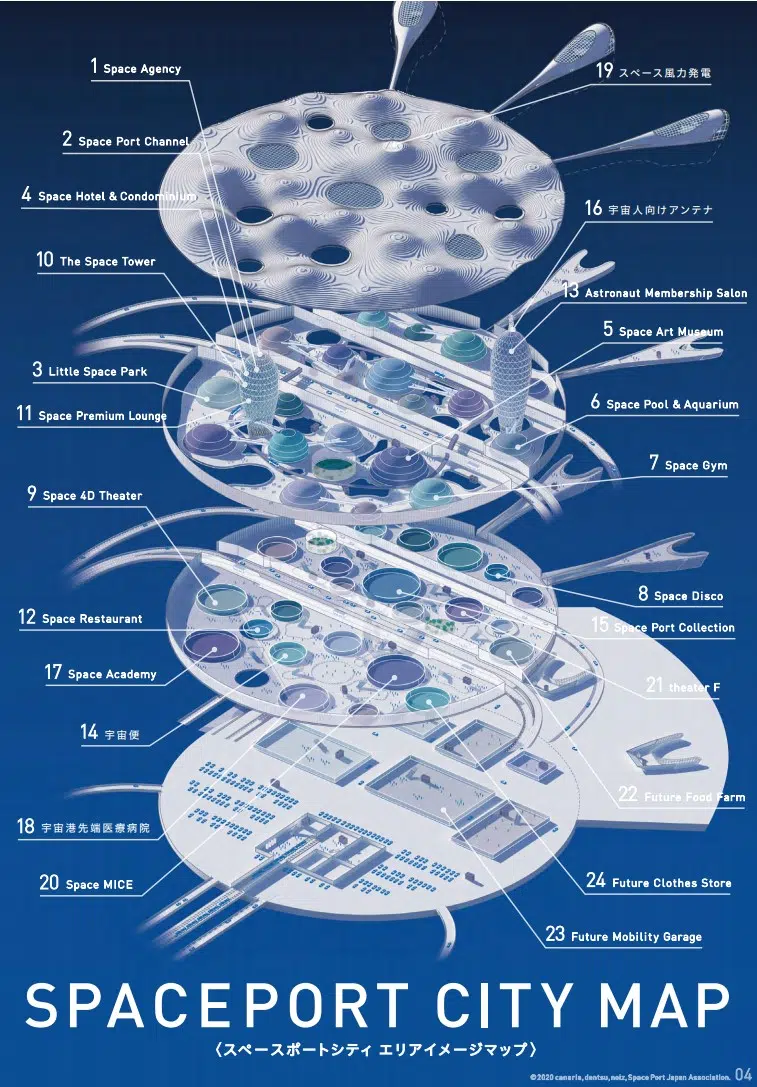 1 Space Agency
19 スペース風力発電
2 Space Port Channel
4 Space Hotel & Condominium
16 宇宙人向けアンテナ
10 The Space Tower
13 Astronaut Membership Salon
5 Space Art Museum
3 Little Space Park
6 Space Pool & Aquarium
11 Space Premium Lounge
7 Space Gym
9 Space 4D Theater
8 Space Disco
12 Space Restaurant
15 Space Port Collection
17 Space Academy
21 theater F
14 宇宙便
22 Future Food Farm
18 宇宙港先端医療病院
20 Space MICE
24 Future Clothes Store
23 Future Mobility Garage
SPACEPORT CITY MAP
〈スペースポートシティ エリアイメージマップ〉
©2020 canaria, dentsu, noiz, Space Port Japan Association. 04